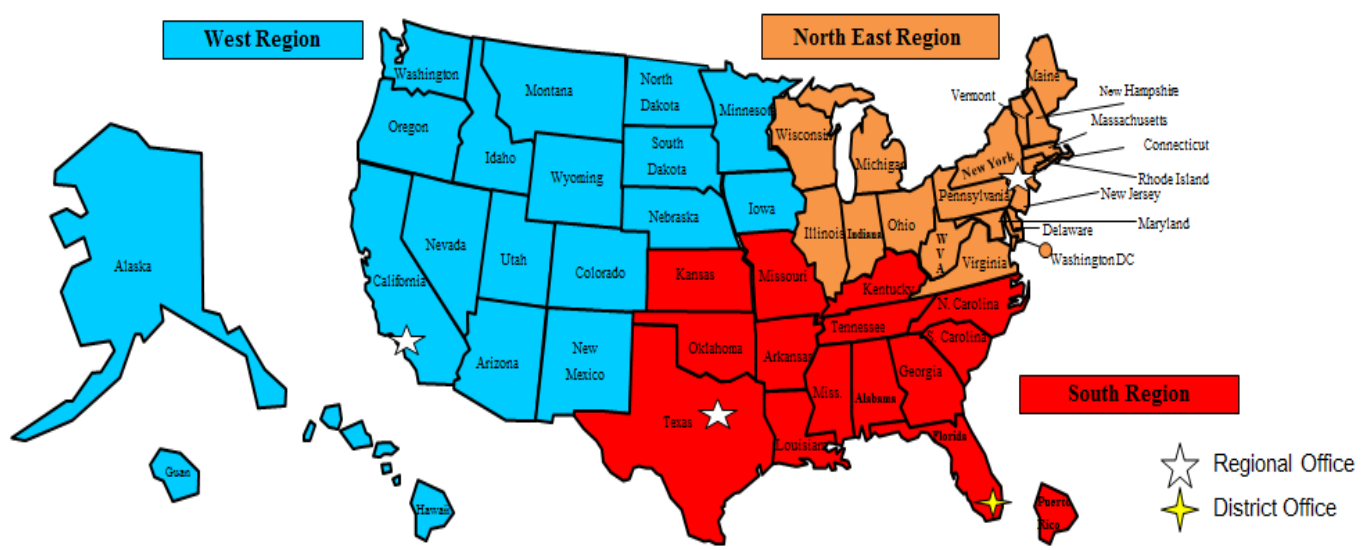 West Region
North East Region
Washington
Montana
North
Dakota
Minnesota
Oregon
Idaho
South
Dakota
Wyoming
Wisconsin
Michigan
Maine
Vermont
New Hampshire
Massachusetts
Connecticut
New York
Rhode Island
Pennsylvania
New Jersey
Nebraska
Iowa
Maryland
Delaware
Washington DC
Illinois
Indiana
Ohio
W
V
A
Virginia
Nevada
Utah
Colorado
California
Kansas
Missouri
Kentucky
Alaska
N. Carolina
Tennessee
S. Carolina
Arizona
New
Mexico
Oklahoma
Arkansas
Georgia
Miss.
Alabama
South Region
Texas
Louisiana
Florida
Regional Office
Guan
Hawaii
Puerto
Rico
District Office